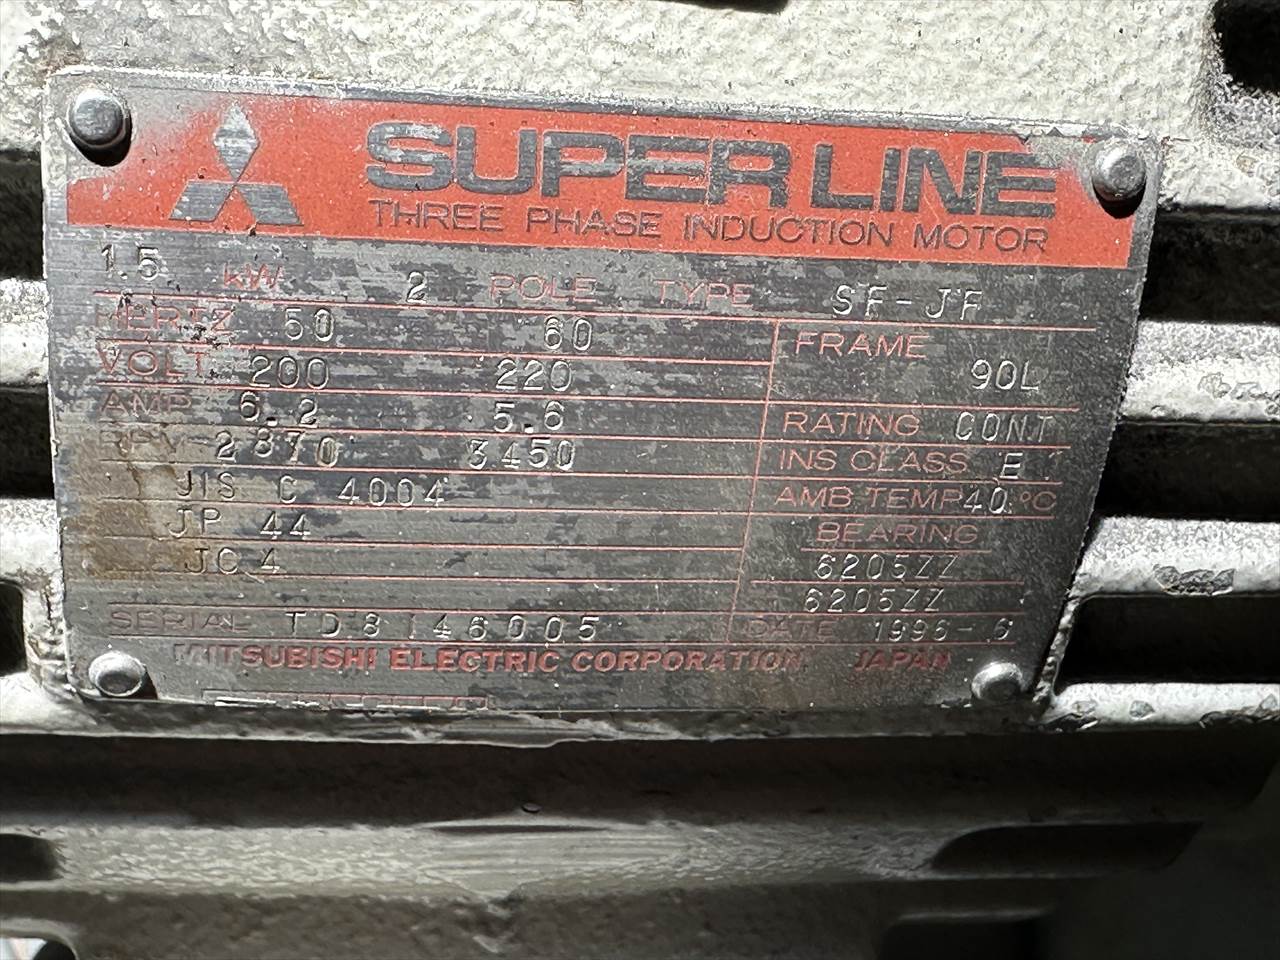 SUPER LINE
THREE PHASE INDUCTION MOTOR
1.5 kW 2 POLE TYPE SF-JF
HERTZ 50 60
VOLT 200 220
AMP 6.2 5.6
RPM 2870 3450
JIS C 4004
JP 44
JC 4
FRAME
90L
RATING CONT.
INS CLASS E
AMB. TEMP 40 °C
BEARING
6205ZZ
6205ZZ
SERIAL TD8146005 DATE 1996-6
MITSUBISHI ELECTRIC CORPORATION JAPAN